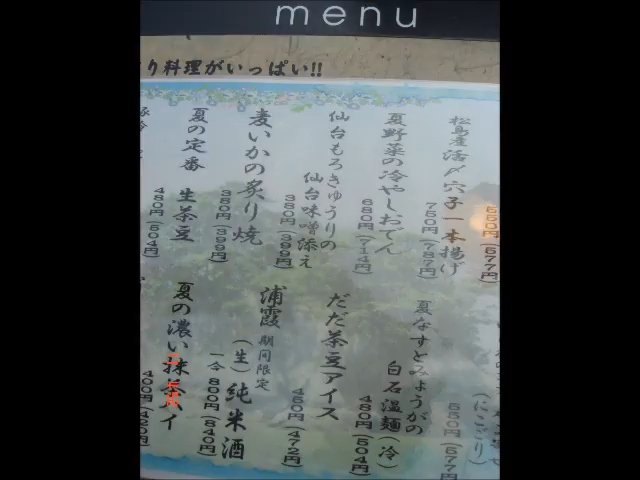 menu
り料理がいっぱい!!
550円(577円)
松島産活〆穴子一本揚げ
750円(787円)
夏野菜の冷やしおでん
680円(714円)
仙台もろきゅうりの
仙台味噌添え
380円(399円)
麦いかの炙り焼
380円(399円)
夏の定番 生茶豆
480円(504円)
(にこごり)
550円(577円
夏なすとみょうがの
白石温麺(冷)
480円(504円)
だだ茶豆アイス
450円(472円)
浦霞 期間限定
(生)純米酒
一合800円(840円)
夏の濃い抹茶ハイ
400円(420円)